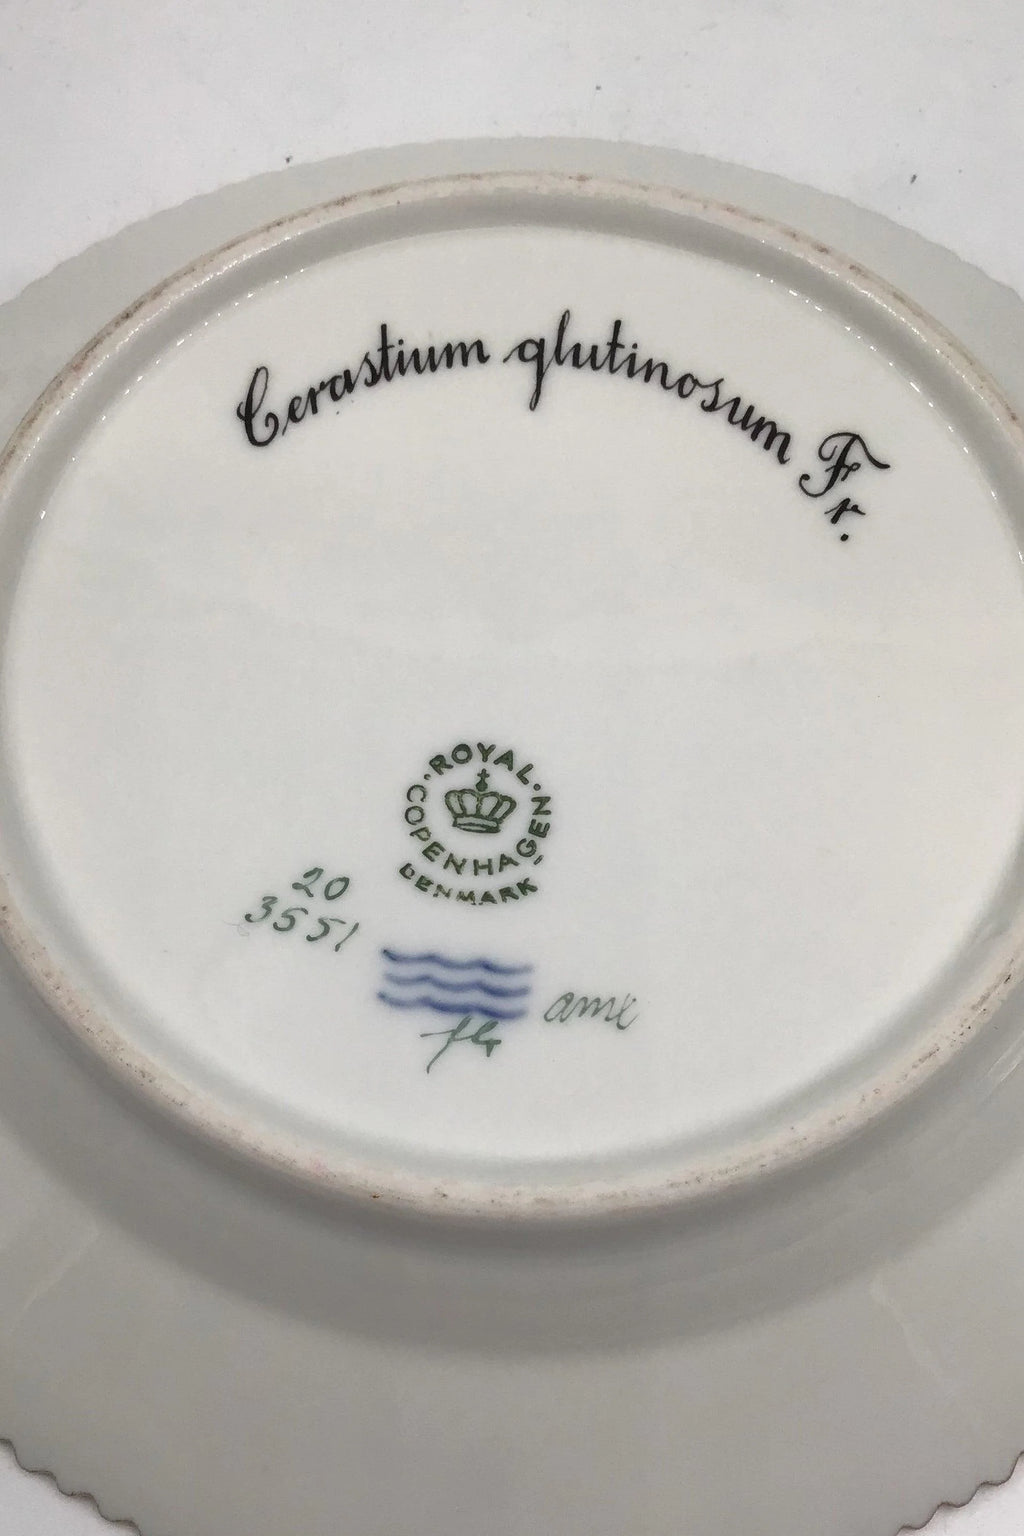 Cerastium glutinosum Fr.
ROYAL
COPENHAGEN
DENMARK
20
3551